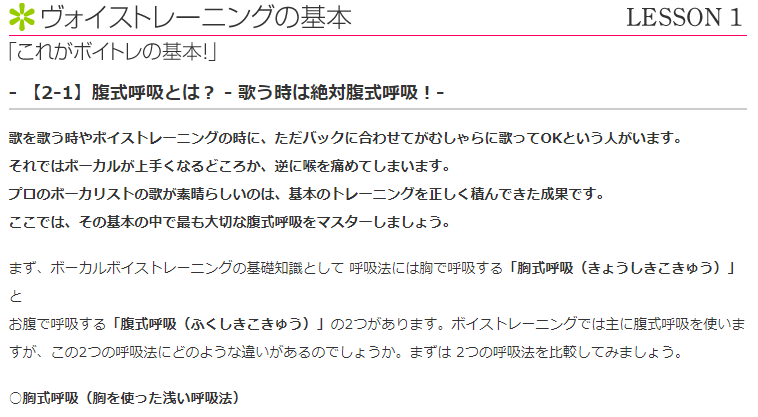 ヴォイストレーニングの基本
LESSON 1
「これがボイトレの基本!」
- 【2-1】腹式呼吸とは？ - 歌う時は絶対腹式呼吸！-
歌を歌う時やボイストレーニングの時に、ただバックに合わせてがむしゃらに歌ってOKという人がいます。
それではボーカルが上手くなるどころか、逆に喉を痛めてしまいます。
プロのボーカリストの歌が素晴らしいのは、基本のトレーニングを正しく積んできた成果です。
ここでは、その基本の中で最も大切な腹式呼吸をマスターしましょう。
まず、ボーカルボイストレーニングの基礎知識として 呼吸法には胸で呼吸する「胸式呼吸（きょうしきこきゅう）」
と
お腹で呼吸する「腹式呼吸（ふくしきこきゅう）」の2つがあります。ボイストレーニングでは主に腹式呼吸を使いま
すが、この2つの呼吸法にどのような違いがあるのでしょうか。まずは 2つの呼吸法を比較してみましょう。
○胸式呼吸（胸を使った浅い呼吸法）